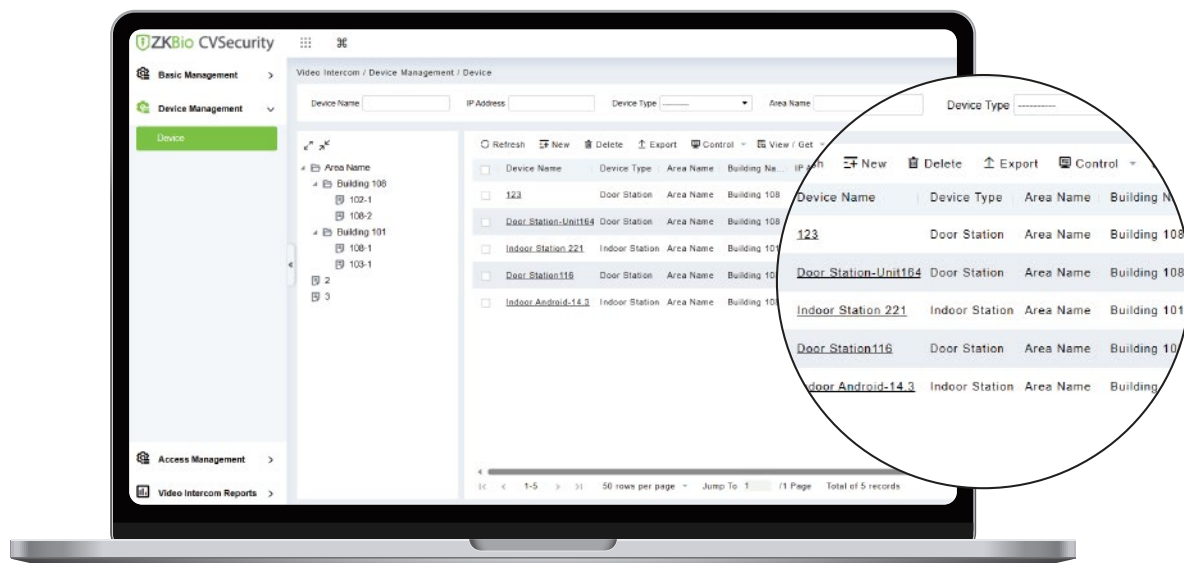 ZKBio CVSecurity
Basic Management
Device Management
Device
Access Management
Video Intercom Reports
Video Intercom / Device Management / Device
Device Name IP Address Device Type ---------- Area Name
Area Name
Building 108
102-1
108-2
Building 101
108-1
103-1
2
3
Refresh New Delete Export Control View / Get
Device Name Device Type Area Name Building Na...
123 Door Station Area Name Building 108
Door Station-Unit164 Door Station Area Name Building 108
Indoor Station 221 Indoor Station Area Name Building 101
Door Station116 Door Station Area Name Building
Indoor Android-14.3 Indoor Station Area Name Building
1-5 50 rows per page Jump To 1 /1 Page Total of 5 records
Device Type ----------
New Delete Export Control
Device Name Device Type Area Name Building
123 Door Station Area Name Building 108
Door Station-Unit164 Door Station Area Name Building 108
Indoor Station 221 Indoor Station Area Name Building 101
Door Station116 Door Station Area Name Building
Android-14.3 Indoor Station Area Name Building